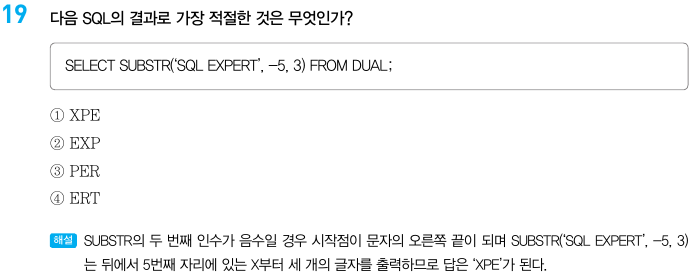 19 다음 SQL의 결과로 가장 적절한 것은 무엇인가?
SELECT SUBSTR(‘SQL EXPERT’, –5, 3) FROM DUAL;
① XPE
② EXP
③ PER
④ ERT
해설 SUBSTR의 두 번째 인수가 음수일 경우 시작점이 문자의 오른쪽 끝이 되며 SUBSTR(‘SQL EXPERT’, –5, 3)
는 뒤에서 5번째 자리에 있는 X부터 세 개의 글자를 출력하므로 답은 ‘XPE’가 된다.